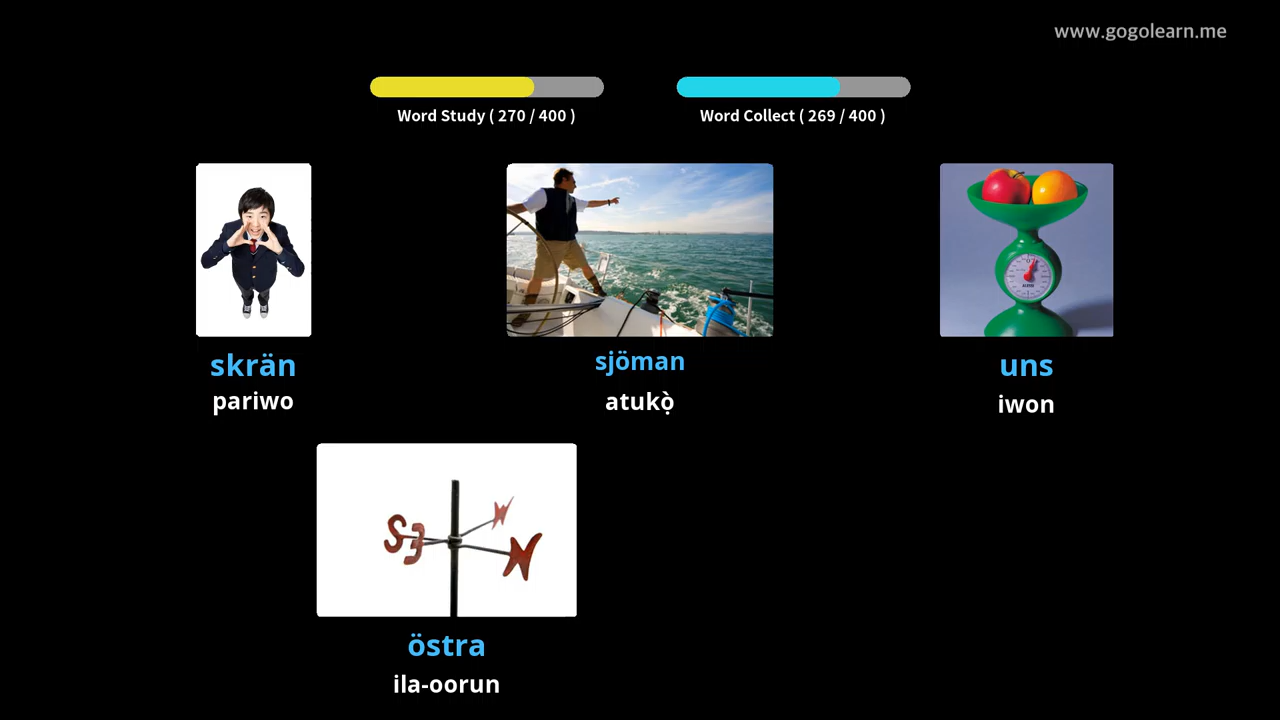 www.gogolearn.me
Word Study ( 270 / 400 )
Word Collect ( 269 / 400 )
skrän
pariwo
sjöman
atukọ̀
uns
iwon
östra
ila-oorun